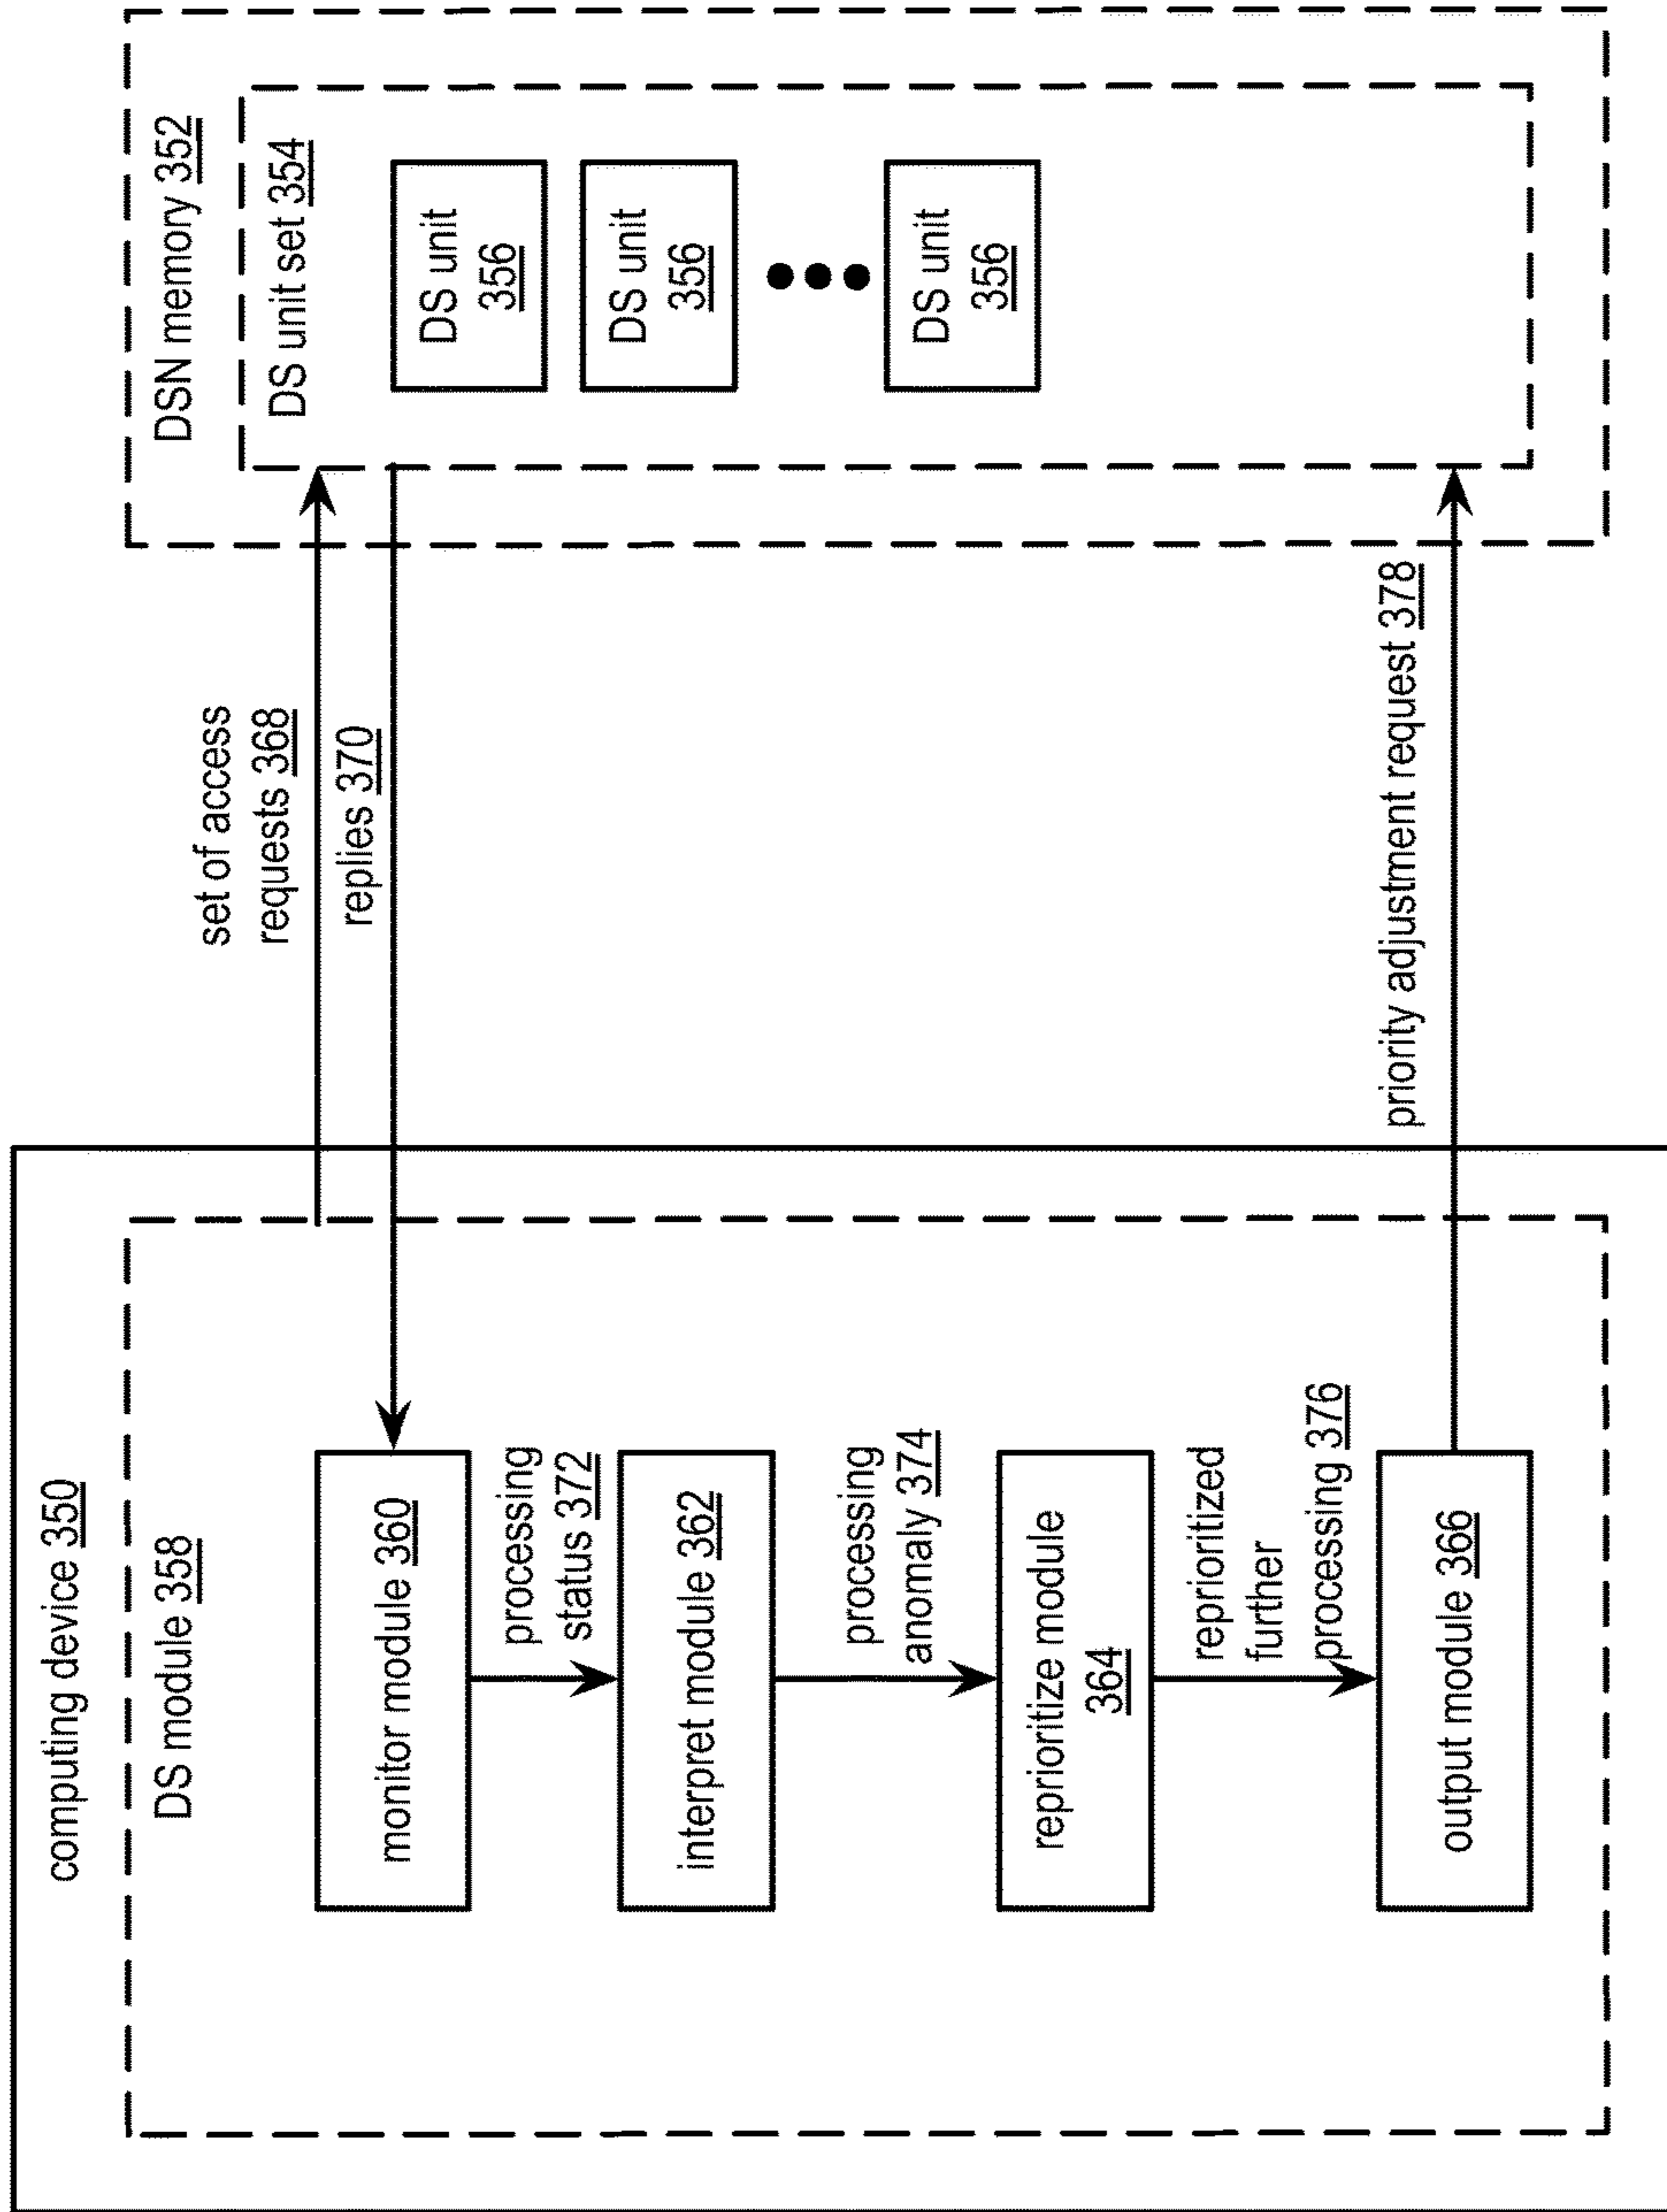 computing device 350
DS module 358
monitor module 360
processing
status 372
interpret module 362
processing
anomaly 374
reprioritize module
364
reprioritized
further
processing 376
output module 366
set of access
requests 368
replies 370
priority adjustment request 378
DSN memory 352
DS unit set 354
DS unit
356
DS unit
356
DS unit
356